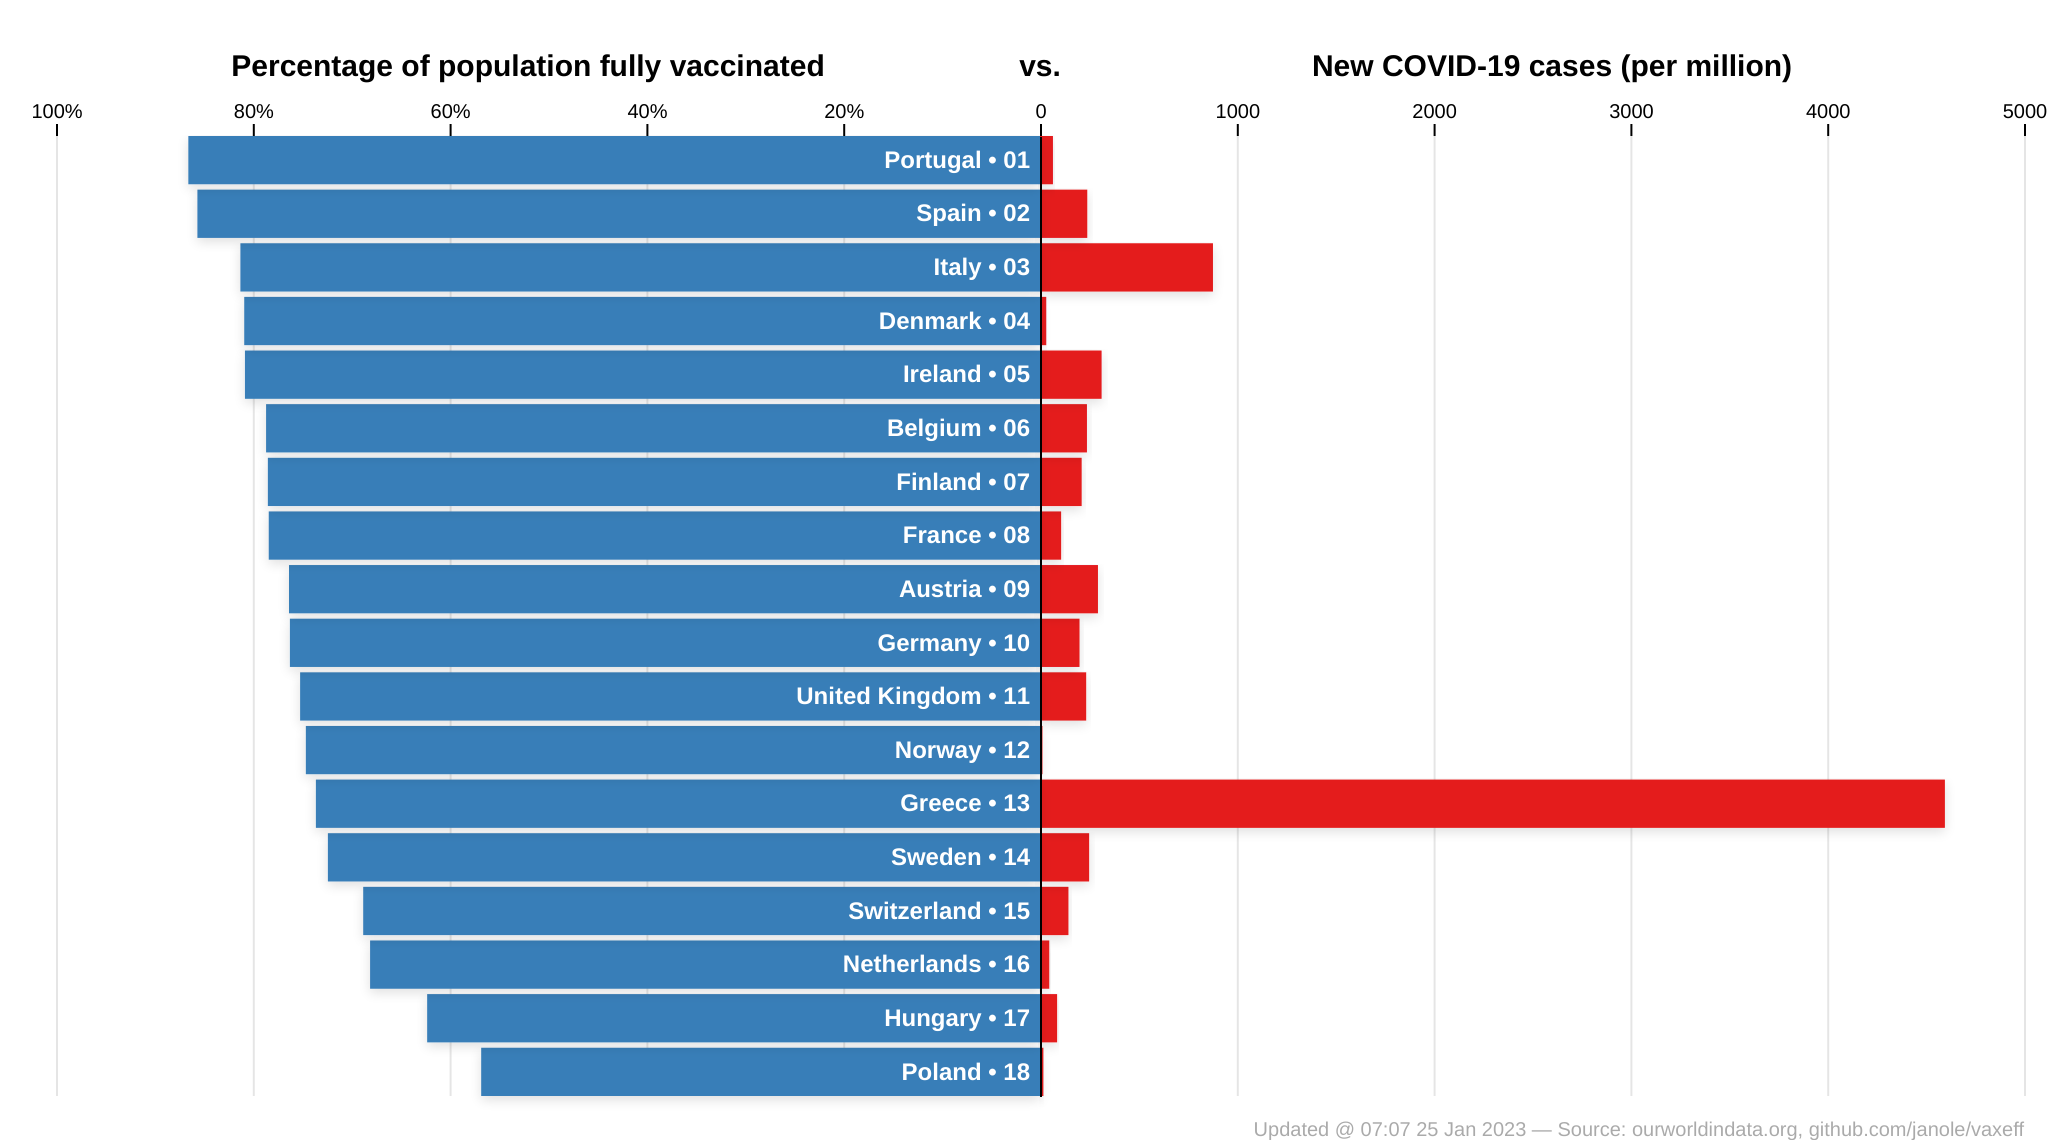 Percentage of population fully vaccinated vs. New COVID-19 cases (per million)
100% 80% 60% 40% 20% 0 1000 2000 3000 4000 5000
Portugal • 01
Spain • 02
Italy • 03
Denmark • 04
Ireland • 05
Belgium • 06
Finland • 07
France • 08
Austria • 09
Germany • 10
United Kingdom • 11
Norway • 12
Greece • 13
Sweden • 14
Switzerland • 15
Netherlands • 16
Hungary • 17
Poland • 18
Updated @ 07:07 25 Jan 2023 — Source: ourworldindata.org, github.com/janole/vaxeff